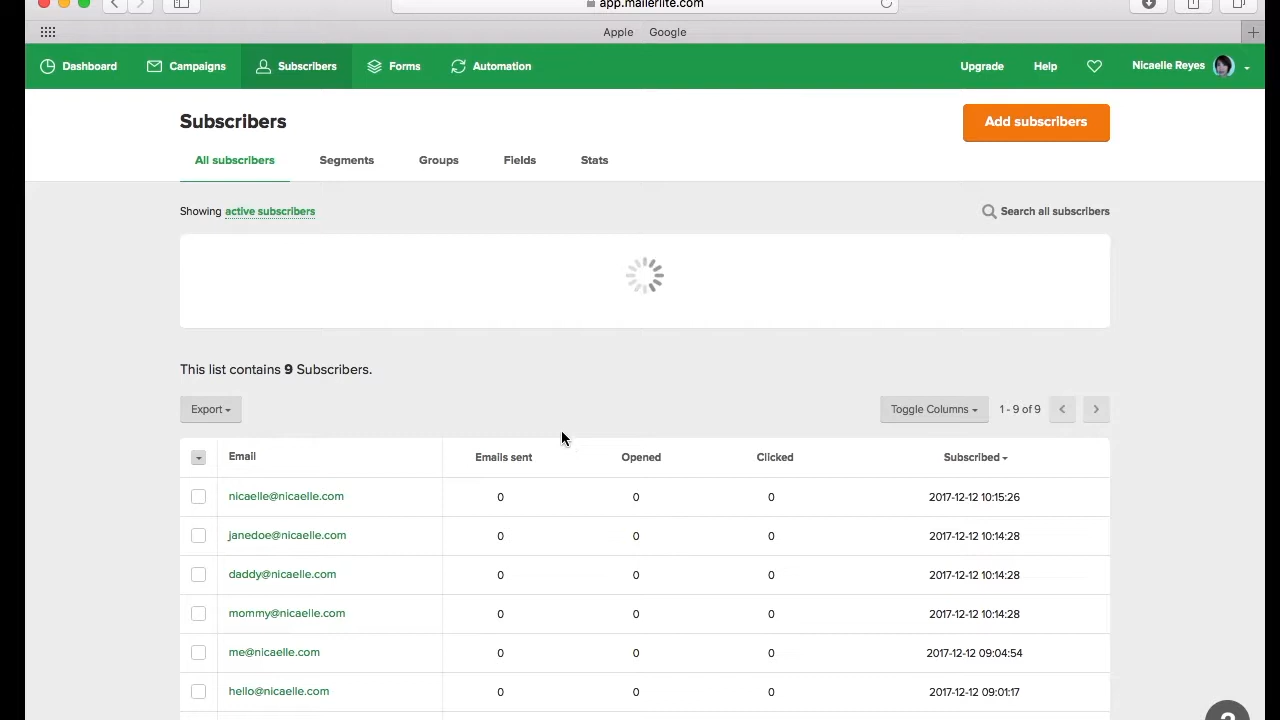 app.mailerlite.com
Apple Google
Dashboard Campaigns Subscribers Forms Automation Upgrade Help Nicaelle Reyes
Subscribers
Add subscribers
All subscribers Segments Groups Fields Stats
Showing active subscribers Search all subscribers
This list contains 9 Subscribers.
Export Toggle Columns 1 - 9 of 9
Email Emails sent Opened Clicked Subscribed
nicaelle@nicaelle.com 0 0 0 2017-12-12 10:15:26
janedoe@nicaelle.com 0 0 0 2017-12-12 10:14:28
daddy@nicaelle.com 0 0 0 2017-12-12 10:14:28
mommy@nicaelle.com 0 0 0 2017-12-12 10:14:28
me@nicaelle.com 0 0 0 2017-12-12 09:04:54
hello@nicaelle.com 0 0 0 2017-12-12 09:01:17
?